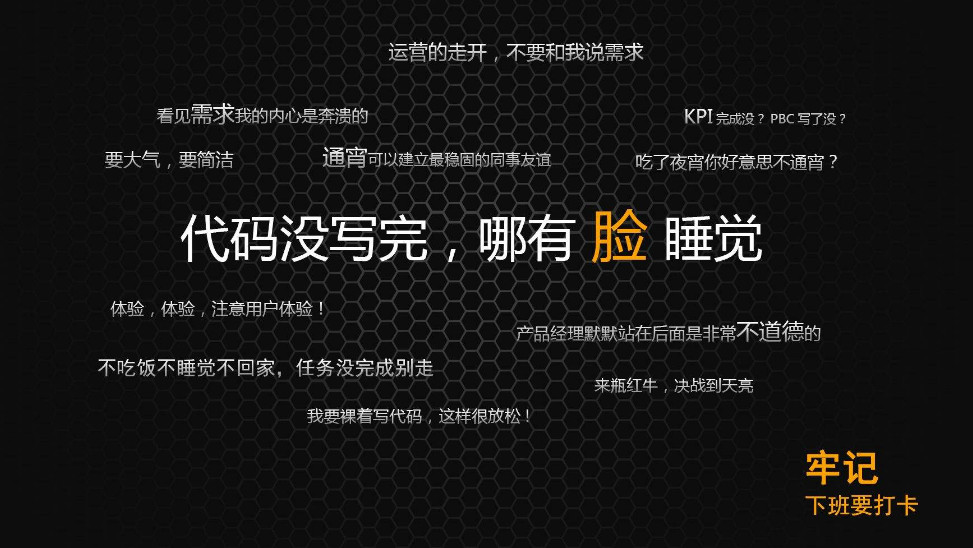 运营的走开，不要和我说需求
看见需求我的内心是奔溃的
KPI 完成没？ PBC 写了没？
要大气，要简洁
通宵可以建立最稳固的同事友谊
吃了夜宵你好意思不通宵？
代码没写完，哪有 脸 睡觉
体验，体验，注意用户体验！
产品经理默默站在后面是非常不道德的
不吃饭不睡觉不回家，任务没完成别走
来瓶红牛，决战到天亮
我要裸着写代码，这样很放松！
牢记
下班要打卡